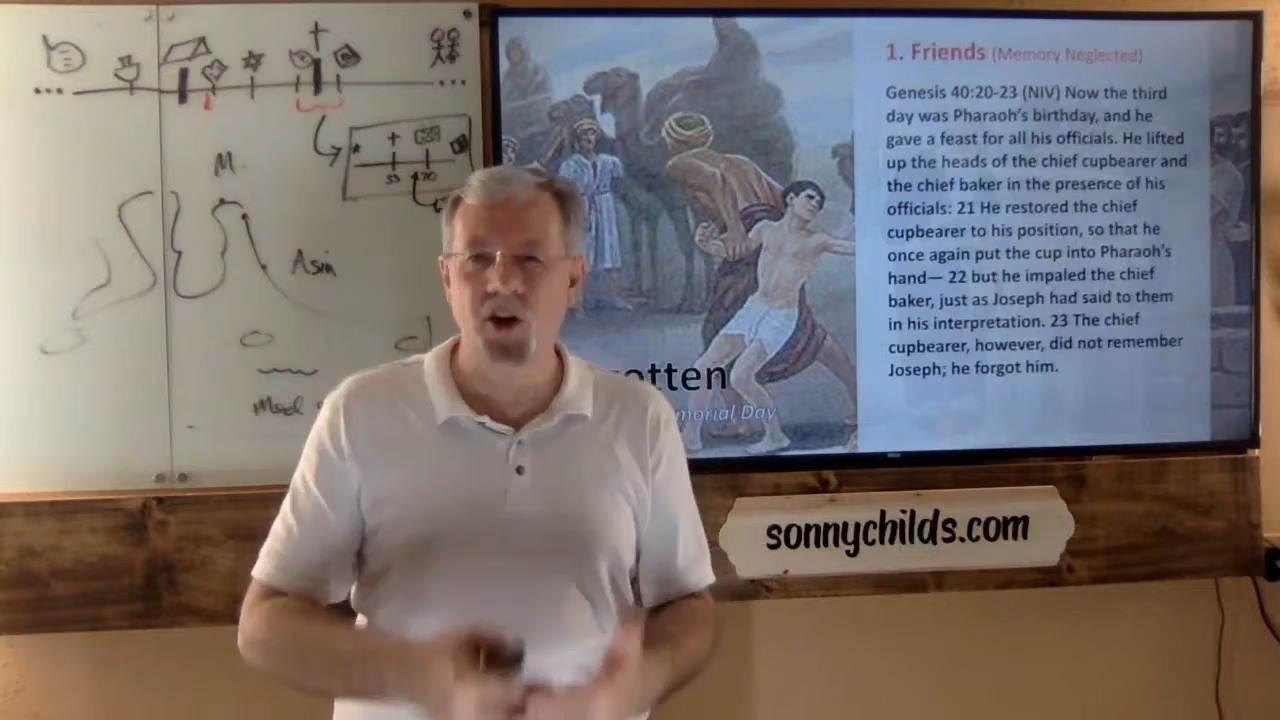 M.
33
70
Asia
1. Friends (Memory Neglected)
Genesis 40:20-23 (NIV) Now the third
day was Pharaoh's birthday, and he
gave a feast for all his officials. He lifted
up the heads of the chief cupbearer and
the chief baker in the presence of his
officials: 21 He restored the chief
cupbearer to his position, so that he
once again put the cup into Pharaoh's
hand— 22 but he impaled the chief
baker, just as Joseph had said to them
in his interpretation. 23 The chief
cupbearer, however, did not remember
Joseph; he forgot him.
otten
morial Day
sonnychilds.com